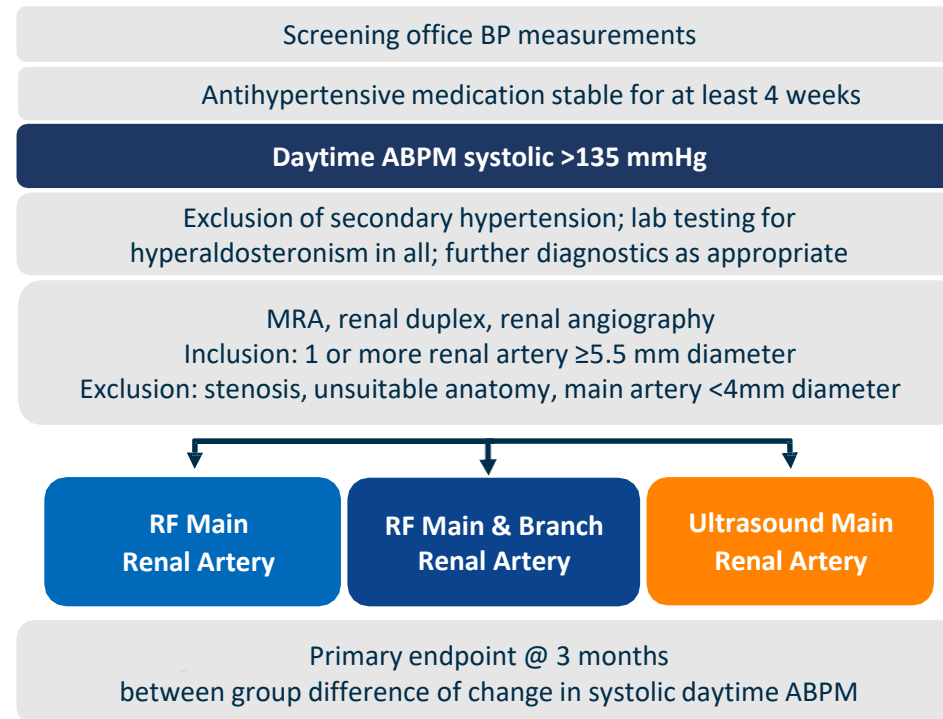 Screening office BP measurements
Antihypertensive medication stable for at least 4 weeks
Daytime ABPM systolic >135 mmHg
Exclusion of secondary hypertension; lab testing for
hyperaldosteronism in all; further diagnostics as appropriate
MRA, renal duplex, renal angiography
Inclusion: 1 or more renal artery ≥5.5 mm diameter
Exclusion: stenosis, unsuitable anatomy, main artery <4mm diameter
RF Main
Renal Artery
RF Main & Branch
Renal Artery
Ultrasound Main
Renal Artery
Primary endpoint @ 3 months
between group difference of change in systolic daytime ABPM